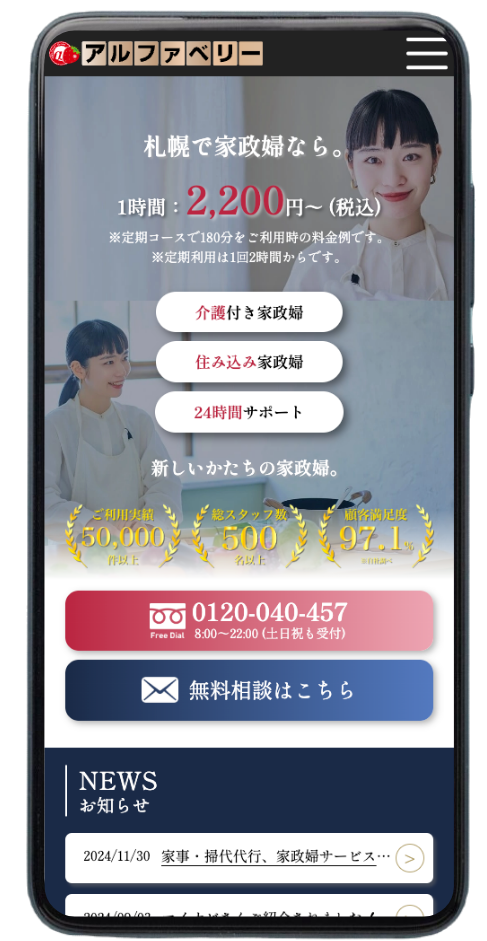 アルファベリー
札幌で家政婦なら。
1時間：2,200円～(税込)
※定期コースで180分をご利用時の料金例です。
※定期利用は1回2時間からです。
介護付き家政婦
住み込み家政婦
24時間サポート
新しいかたちの家政婦。
ご利用実績
50,000
件以上
総スタッフ数
500
名以上
顧客満足度
97.1%
※自社調べ
Free Dial
0120-040-457
8:00～22:00 (土日祝も受付)
無料相談はこちら
NEWS
お知らせ
2024/11/30 家事・掃代代行、家政婦サービス…